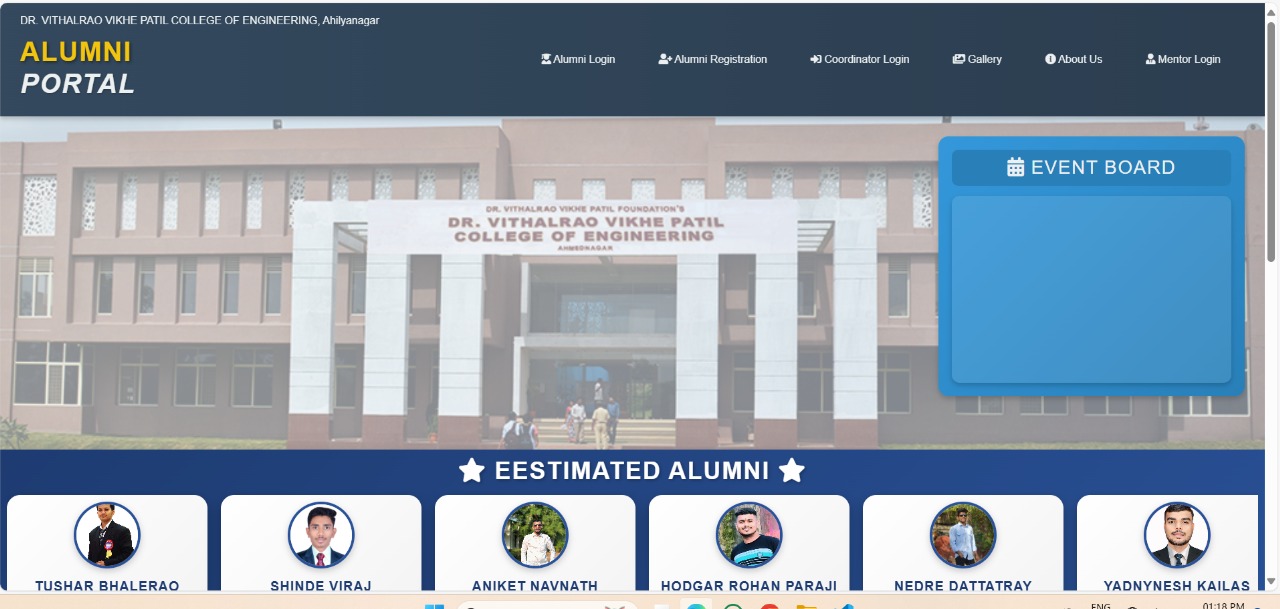 DR. VITHALRAO VIKHE PATIL COLLEGE OF ENGINEERING, Ahilyanagar
ALUMNI
PORTAL
Alumni Login
Alumni Registration
Coordinator Login
Gallery
About Us
Mentor Login
EVENT BOARD
DR. VITHALRAO VIKHE PATIL FOUNDATION'S
DR. VITHALRAO VIKHE PATIL
COLLEGE OF ENGINEERING
AHMEDNAGAR
EESTIMATED ALUMNI
TUSHAR BHALERAO
SHINDE VIRAJ
ANIKET NAVNATH
HODGAR ROHAN PARAJI
NEDRE DATTATRAY
YADNYNESH KAILAS
ENG
01:18 PM